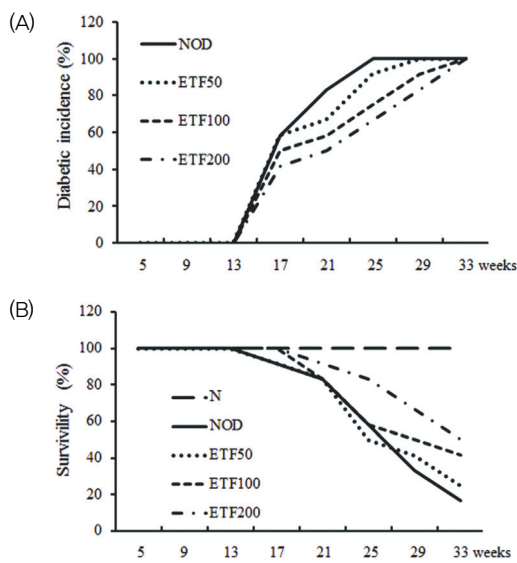 (A)
Diabetic incidence (%)
120
100
80
60
40
20
0
NOD
ETF50
ETF100
ETF200
5 9 13 17 21 25 29 33 weeks
(B)
Survivility (%)
120
100
80
60
40
20
0
N
NOD
ETF50
ETF100
ETF200
5 9 13 17 21 25 29 33 weeks